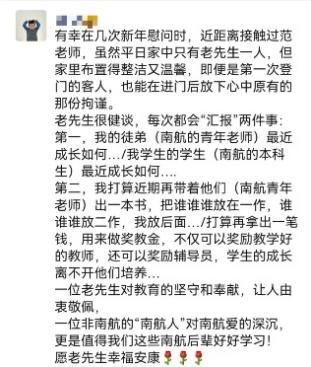 有幸在几次新年慰问时，近距离接触过范
老师，虽然平日家中只有老先生一人，但
家里布置得整洁又温馨，即便是第一次登
门的客人，也能在进门后放下心中原有的
那份拘谨。
老先生很健谈，每次都会“汇报”两件事：
第一，我的徒弟（南航的青年老师）最近
成长如何…/我学生的学生（南航的本科
生）最近成长如何….
第二，我打算近期再带着他们（南航青年
老师）出一本书，把谁谁谁放在一作，谁
谁谁放二作，我放后面…/打算再拿出一笔
钱，用来做奖教金，不仅可以奖励教学好
的教师，还可以奖励辅导员，学生的成长
离不开他们培养…
一位老先生对教育的坚守和奉献，让人由
衷敬佩，
一位非南航的“南航人”对南航爱的深沉，
更是值得我们这些南航后辈好好学习！
愿老先生幸福安康🌹🌹🌹